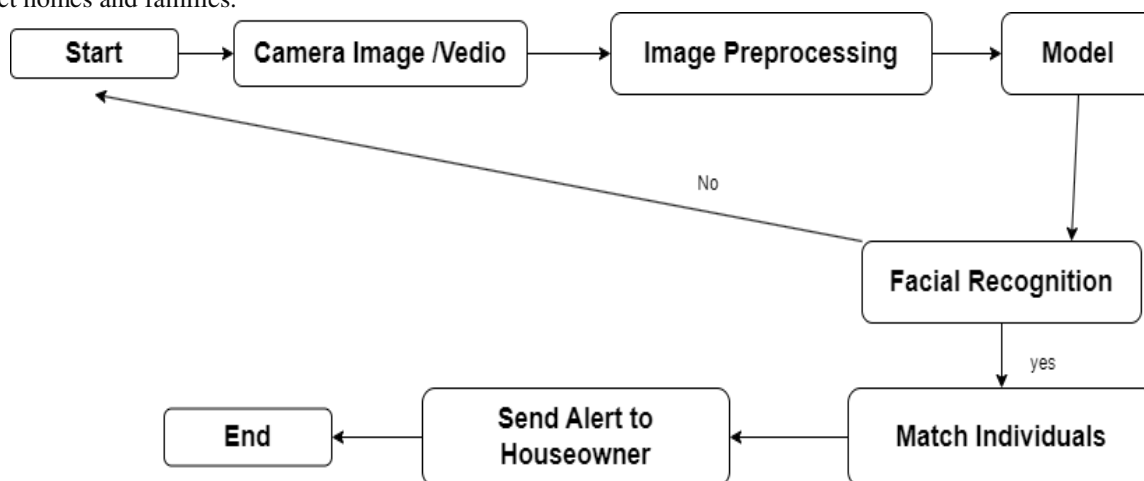 ct homes and families.
Start
Camera Image /Vedio
Image Preprocessing
Model
No
Facial Recognition
yes
Match Individuals
Send Alert to
Houseowner
End